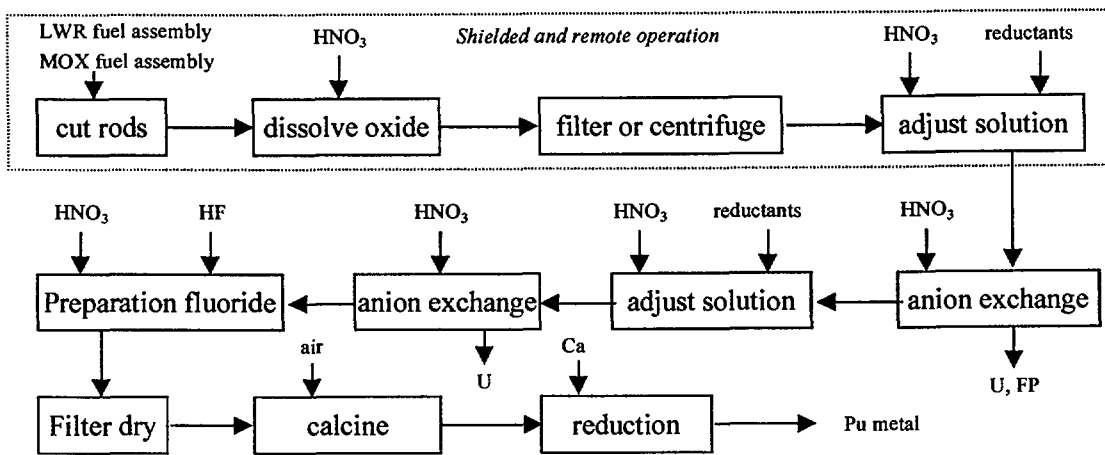 LWR fuel assembly
MOX fuel assembly
HNO₃
Shielded and remote operation
HNO₃
reductants
cut rods
dissolve oxide
filter or centrifuge
adjust solution
HNO₃
HF
HNO₃
HNO₃
reductants
HNO₃
Preparation fluoride
anion exchange
adjust solution
anion exchange
air
U
Ca
U, FP
Filter dry
calcine
reduction
Pu metal